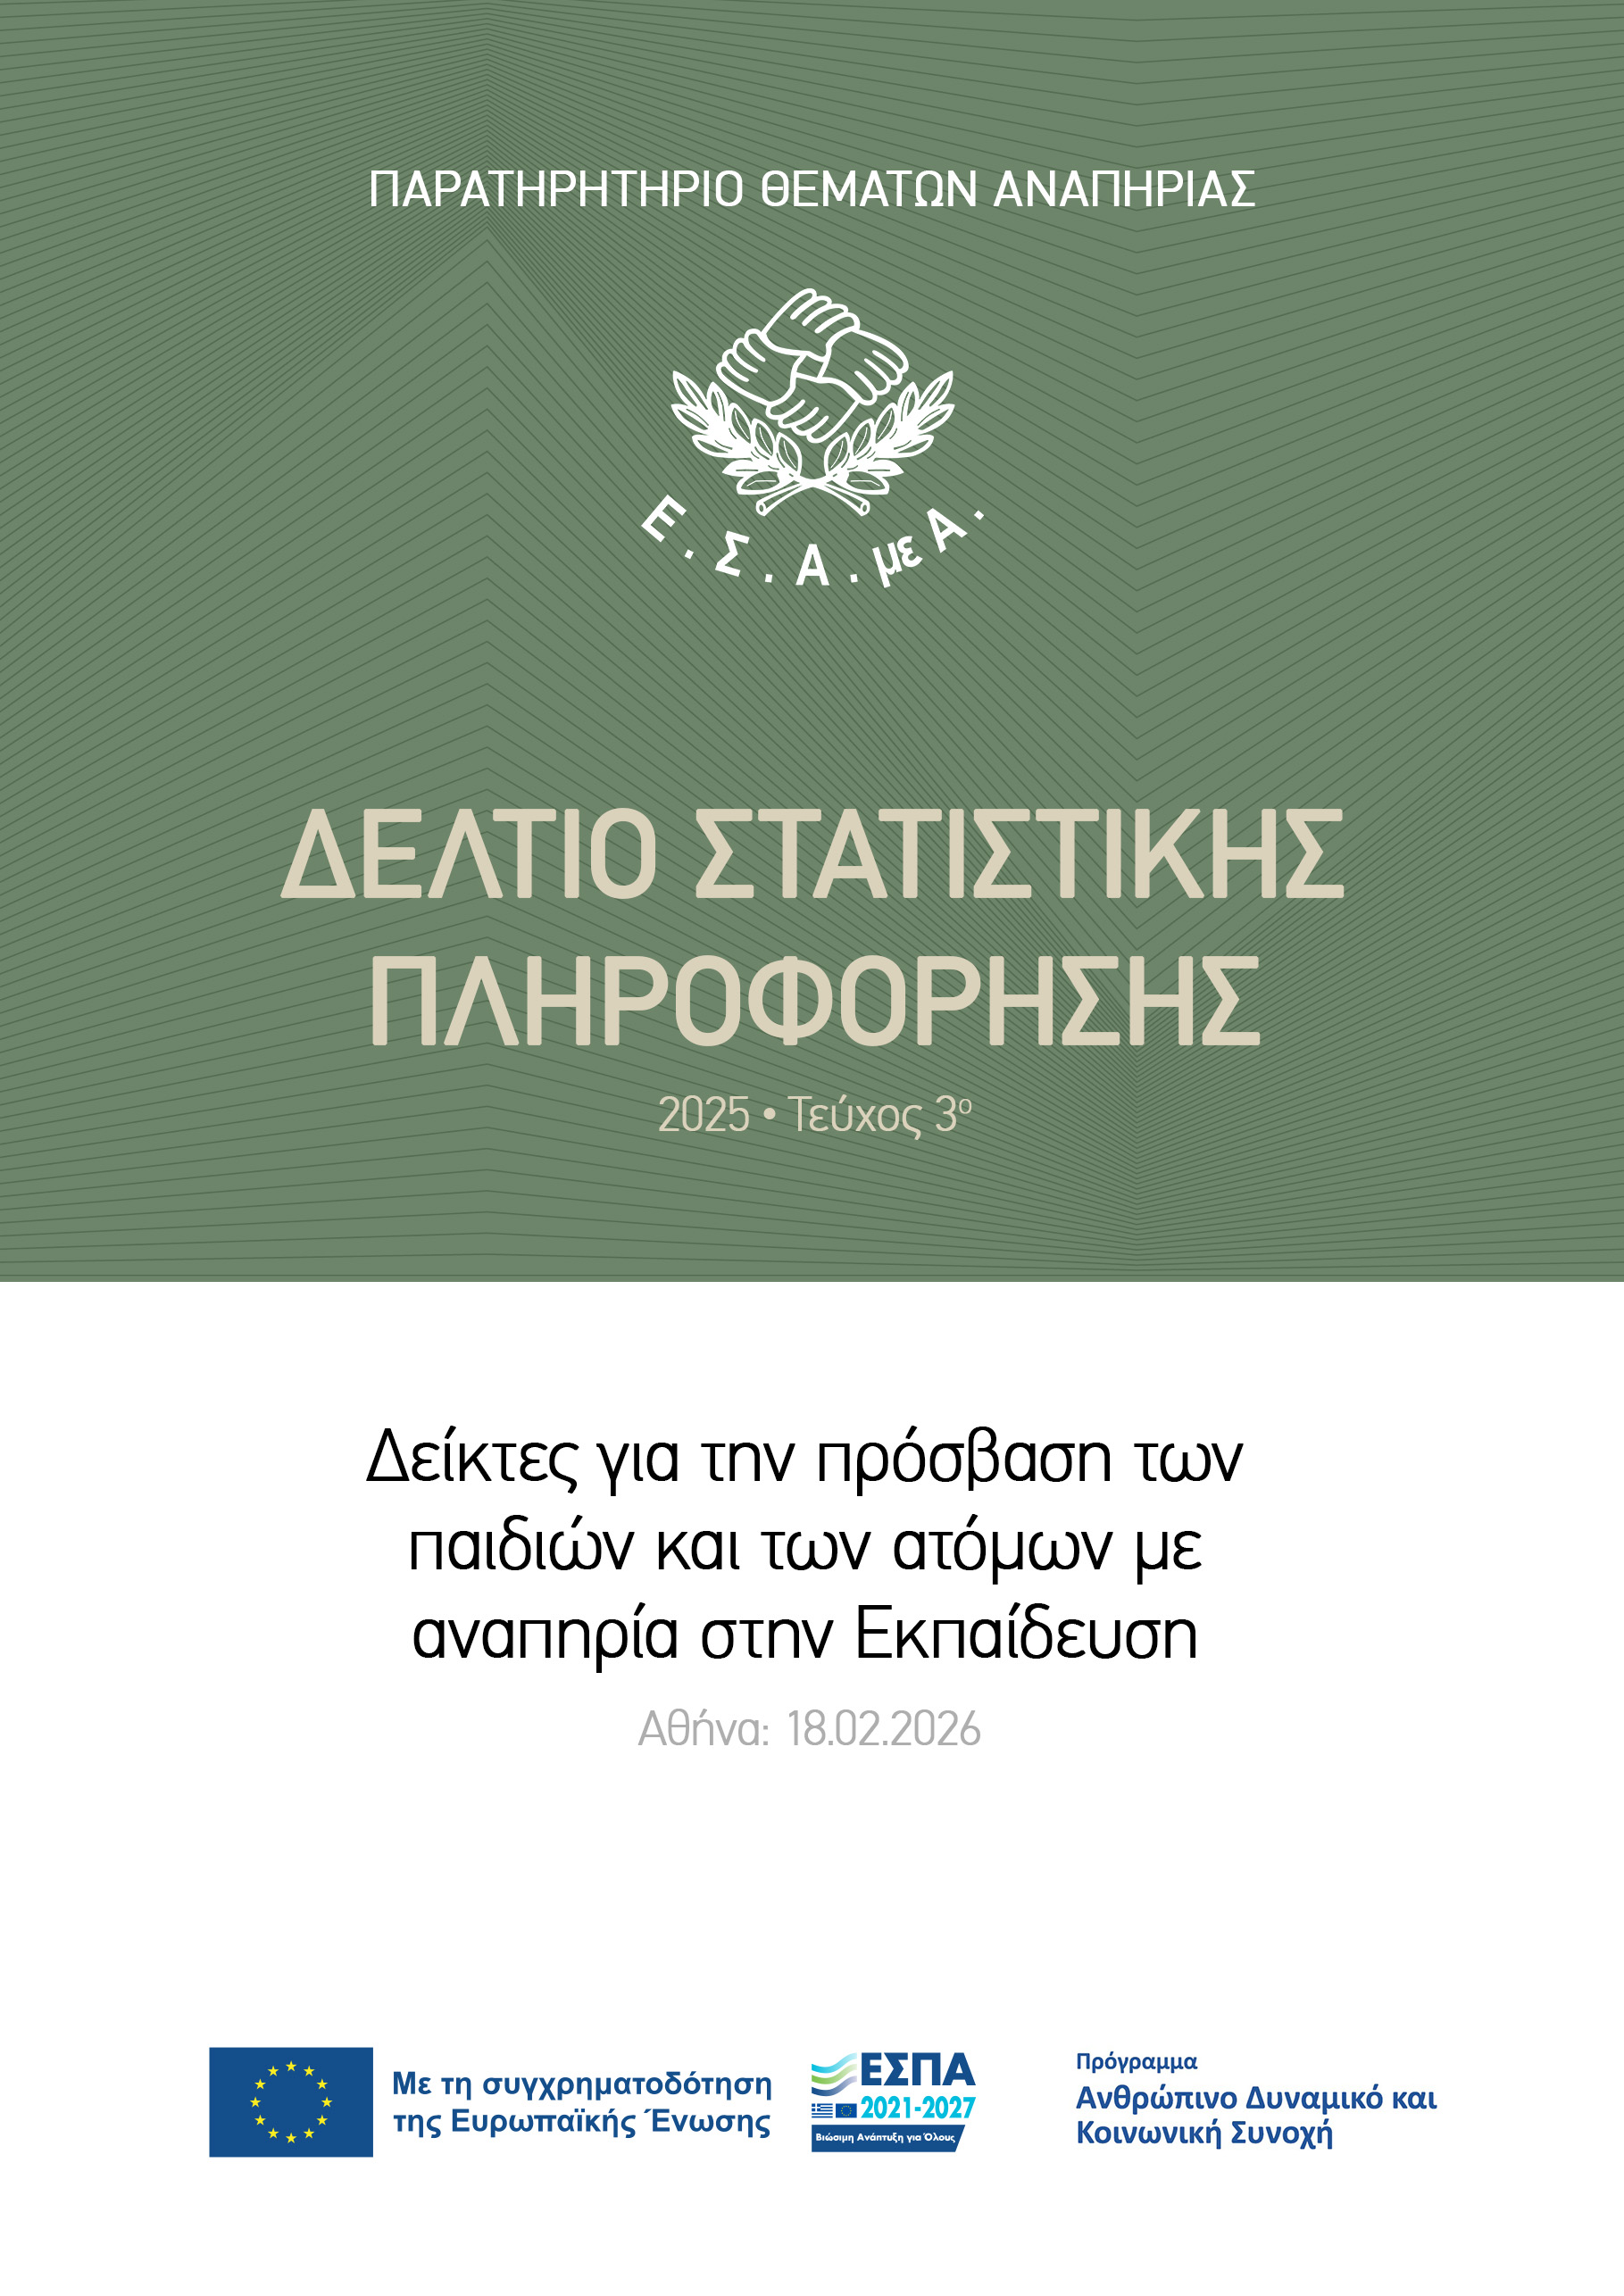 ΠΑΡΑΤΗΡΗΤΗΡΙΟ ΘΕΜΑΤΩΝ ΑΝΑΠΗΡΙΑΣ
Ε.Σ.Α.μεΑ.
ΔΕΛΤΙΟ ΣΤΑΤΙΣΤΙΚΗΣ
ΠΛΗΡΟΦΟΡΗΣΗΣ
2025 • Τεύχος 3ο
Δείκτες για την πρόσβαση των
παιδιών και των ατόμων με
αναπηρία στην Εκπαίδευση
Αθήνα: 18.02.2026
Με τη συγχρηματοδότηση
της Ευρωπαϊκής Ένωσης
ΕΣΠΑ
2021-2027
Βιώσιμη Ανάπτυξη για Όλους
Πρόγραμμα
Ανθρώπινο Δυναμικό και
Κοινωνική Συνοχή